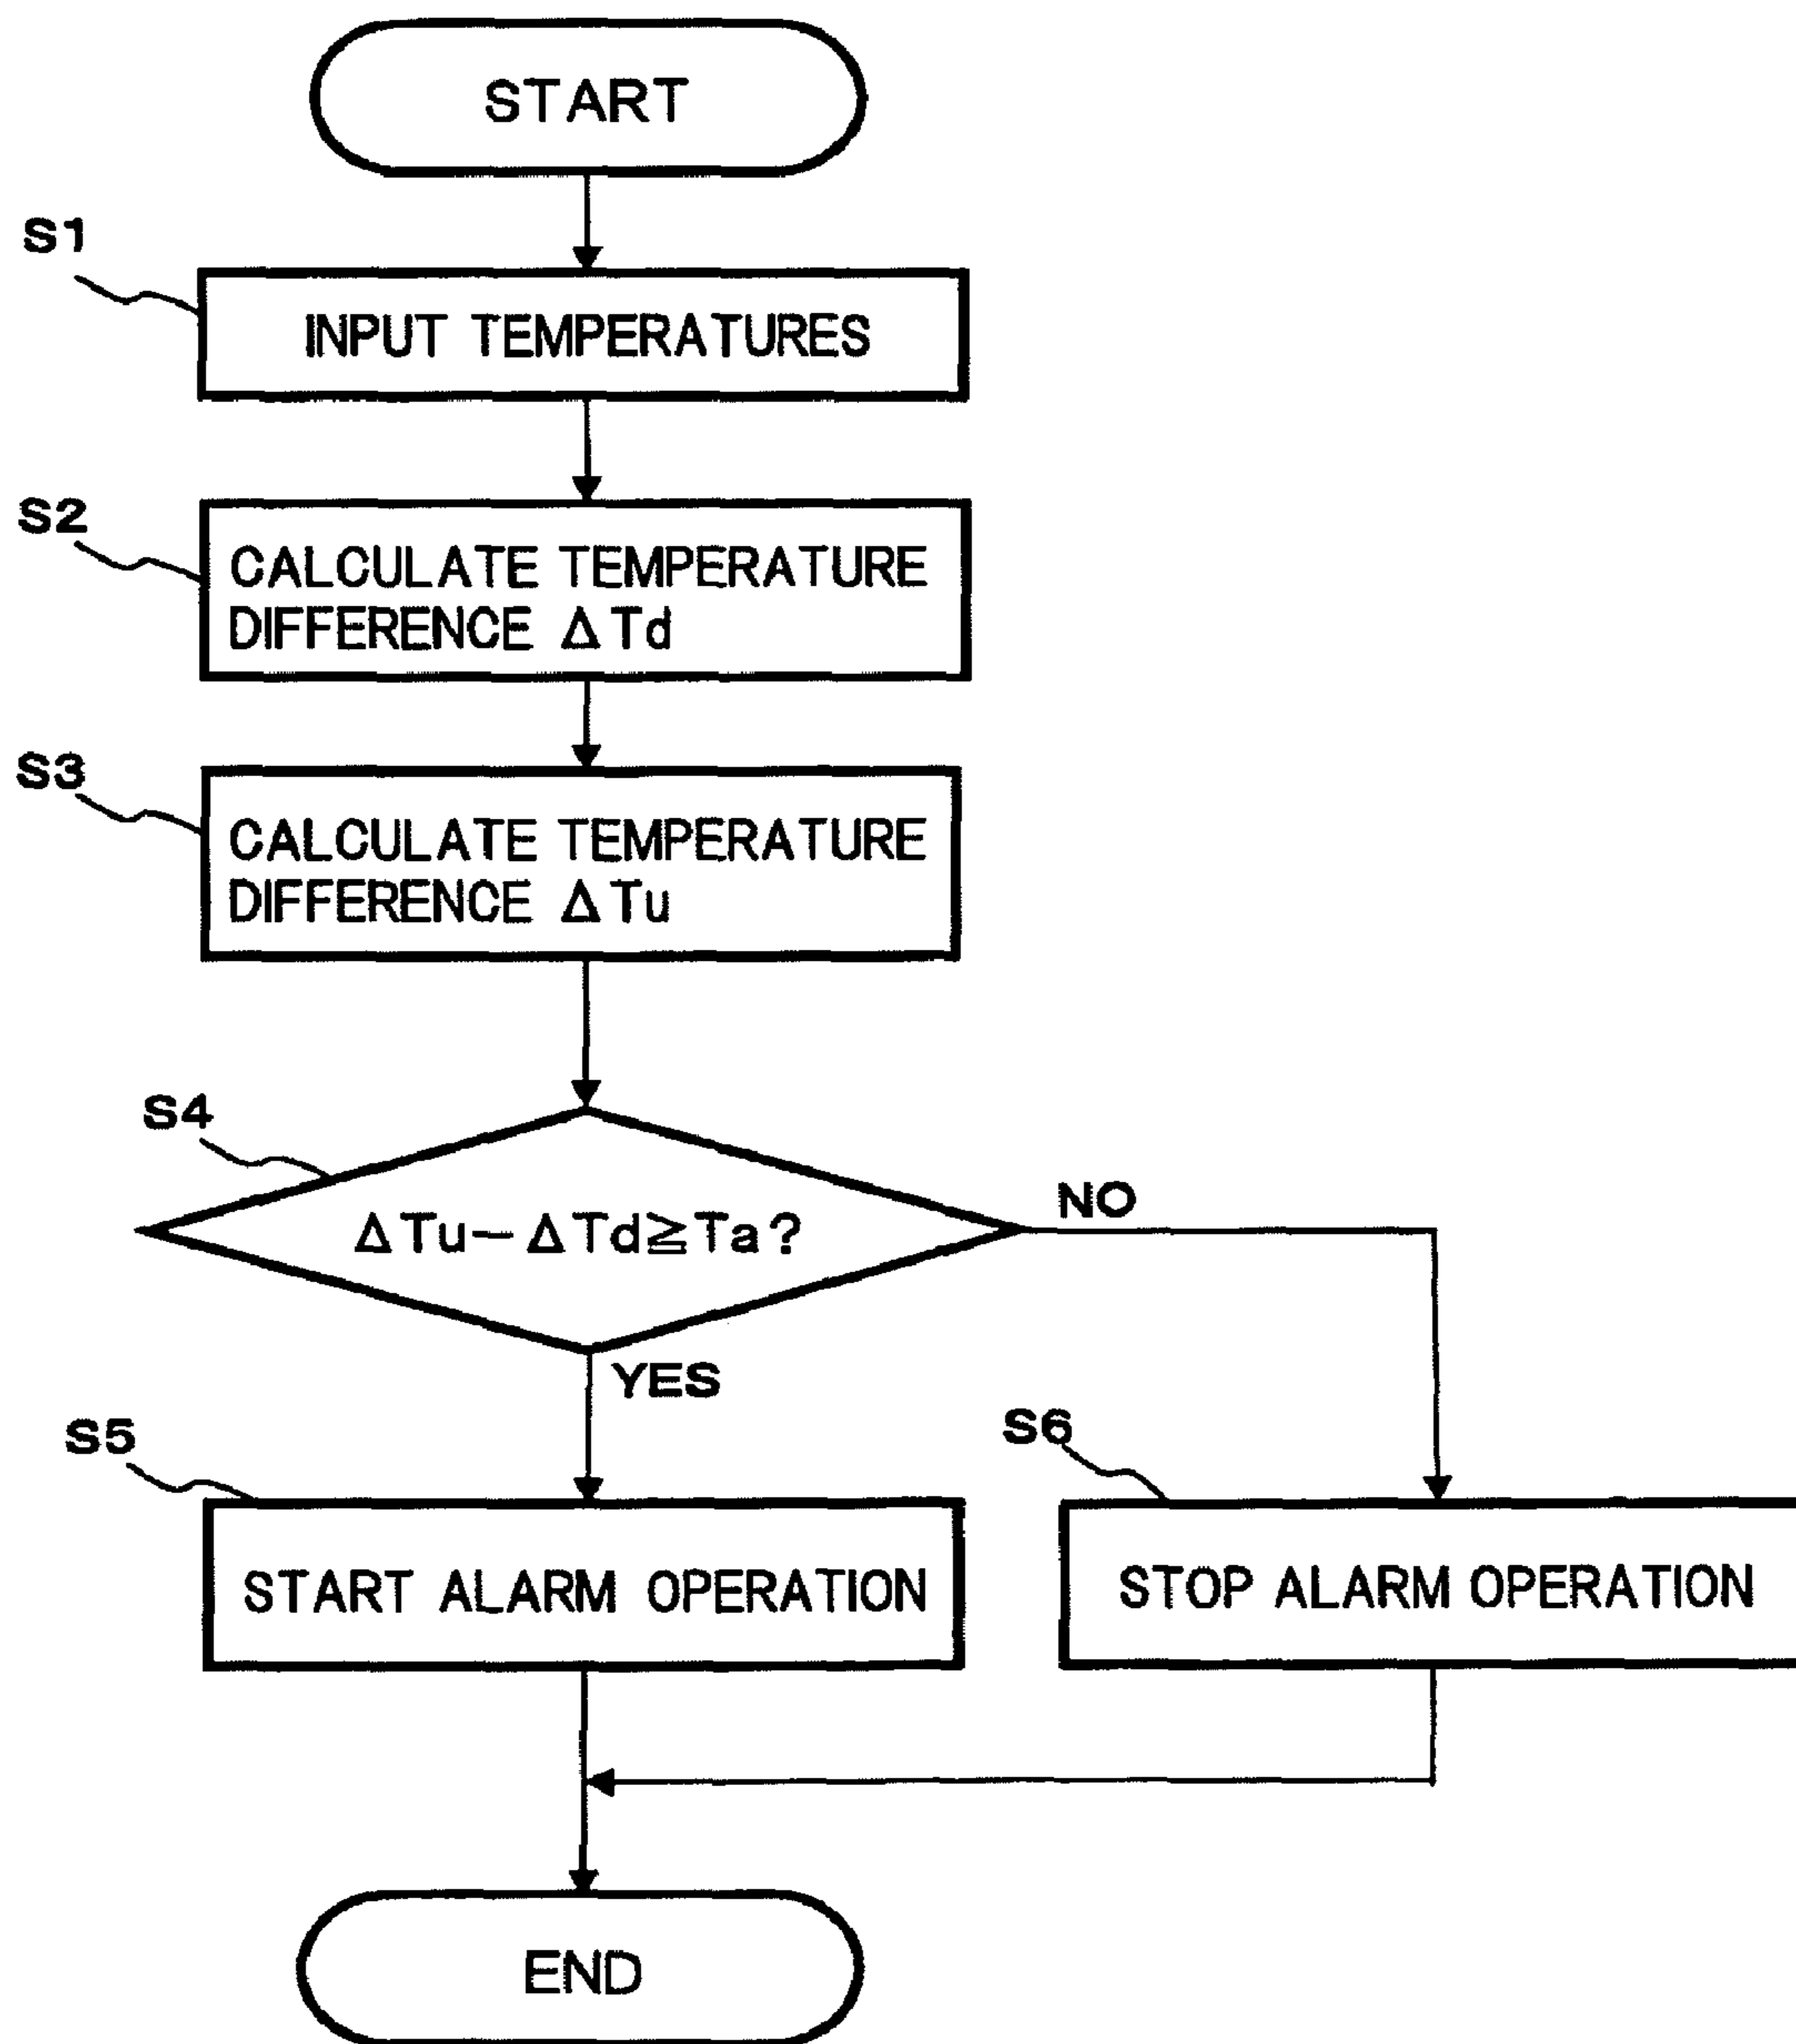 START
S1
INPUT TEMPERATURES
S2
CALCULATE TEMPERATURE
DIFFERENCE ΔTd
S3
CALCULATE TEMPERATURE
DIFFERENCE ΔTu
S4
ΔTu-ΔTd≧Ta?
NO
YES
S5
START ALARM OPERATION
S6
STOP ALARM OPERATION
END